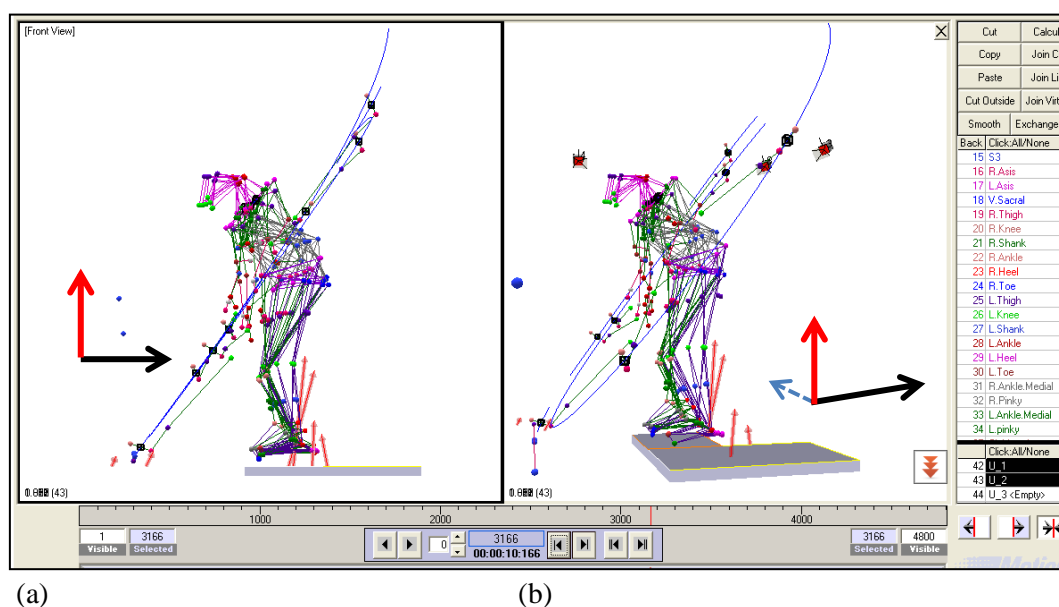 [Front View]
Cut Calcul
Copy Join C
Paste Join Li
Cut Outside Join Virt
Smooth Exchange
Back Click:All/None
15 S3
16 R.Asis
17 L.Asis
18 V.Sacral
19 R.Thigh
20 R.Knee
21 R.Shank
22 R.Ankle
23 R.Heel
24 R.Toe
25 L.Thigh
26 L.Knee
27 L.Shank
28 L.Ankle
29 L.Heel
30 L.Toe
31 R.Ankle.Medial
32 R.Pinky
33 L.Ankle.Medial
34 L.pinky
Click:All/None
42 U_1
43 U_2
44 U_3 <Empty>
(43)
(43)
1000 2000 3000 4000
1 3166 0 3166 3166 4800
Visible Selected 00:00:10:166 Selected Visible
(a) (b)